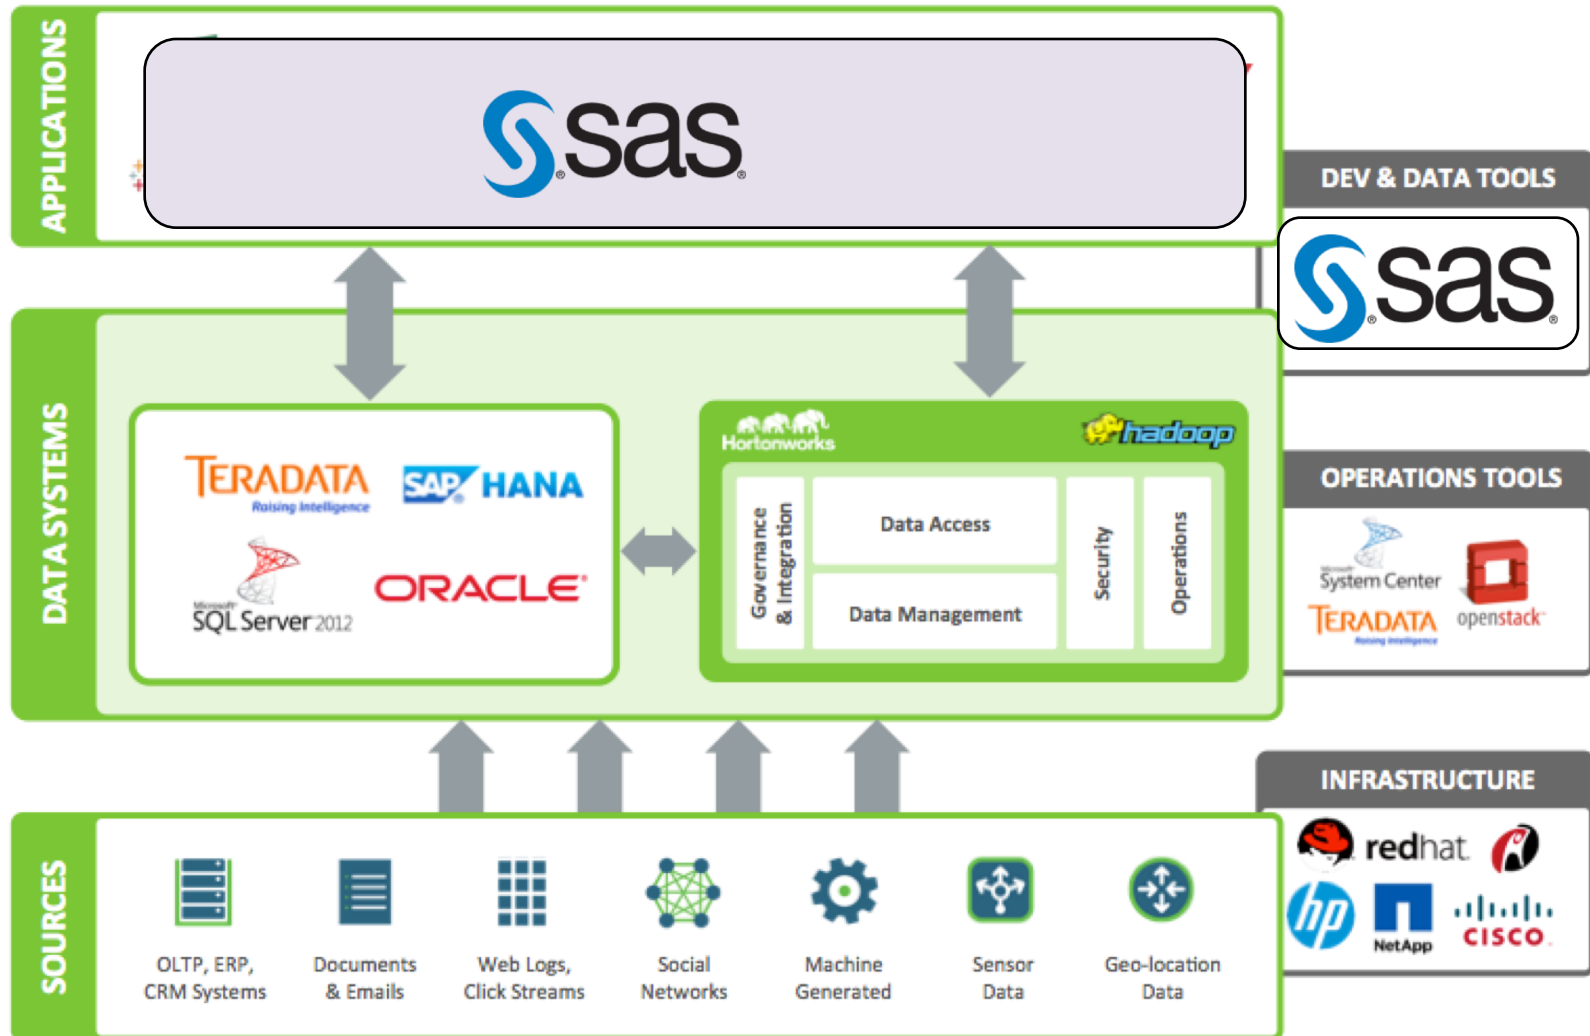 APPLICATIONS
sas
DEV & DATA TOOLS
sas
DATA SYSTEMS
TERADATA
Raising Intelligence
SAP HANA
Microsoft
SQL Server 2012
ORACLE
Hortonworks
hadoop
Governance
& Integration
Data Access
Data Management
Security
Operations
OPERATIONS TOOLS
Microsoft
System Center
TERADATA
Raising Intelligence
openstack
INFRASTRUCTURE
redhat
hp
NetApp
CISCO
SOURCES
OLTP, ERP,
CRM Systems
Documents
& Emails
Web Logs,
Click Streams
Social
Networks
Machine
Generated
Sensor
Data
Geo-location
Data